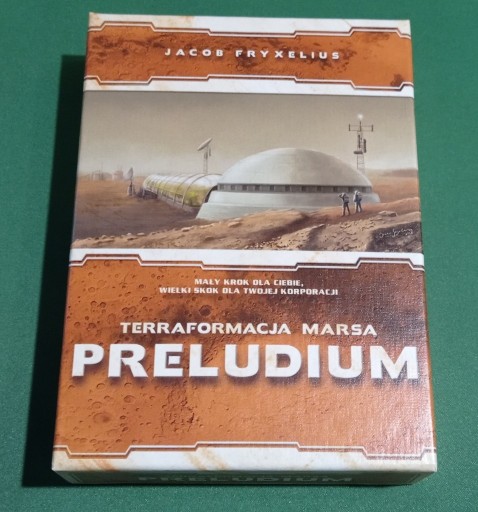 JACOB FRYXELIUS
MAŁY KROK DLA CIEBIE,
WIELKI SKOK DLA TWOJEJ KORPORACJI
TERRAFORMACJA MARSA
PRELUDIUM
PRELUDIUM